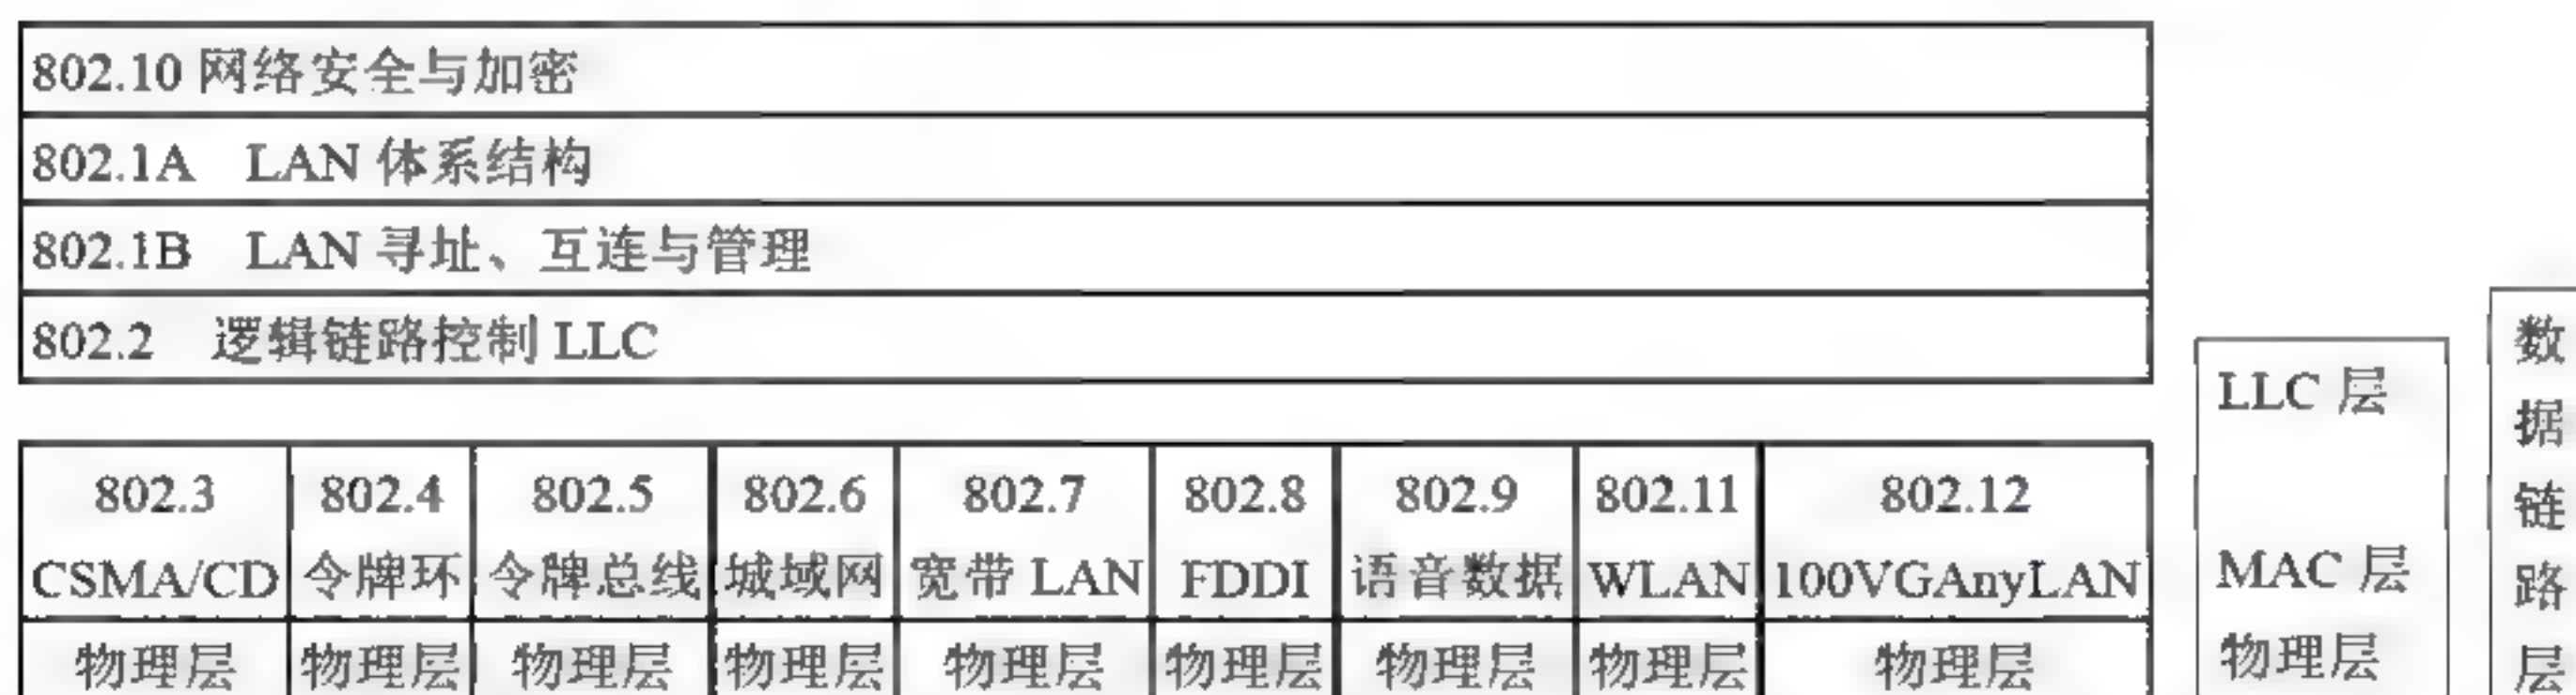 802.10 网络安全与加密
802.1A LAN 体系结构
802.1B LAN 寻址、互连与管理
802.2 逻辑链路控制 LLC
802.3 802.4 802.5 802.6 802.7 802.8 802.9 802.11 802.12
CSMA/CD 令牌环 令牌总线 城域网 宽带 LAN FDDI 语音数据 WLAN 100VGAnyLAN
物理层 物理层 物理层 物理层 物理层 物理层 物理层 物理层 物理层
LLC 层
MAC 层
物理层
数
据
链
路
层